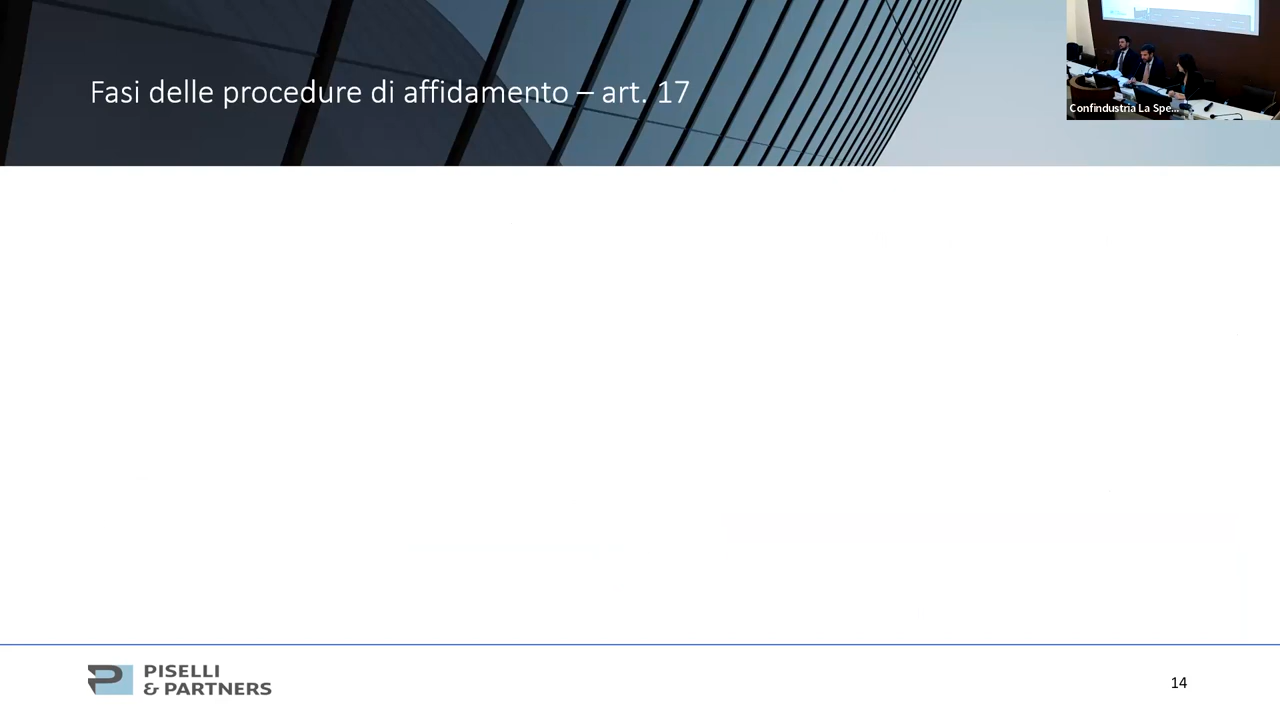 Fasi delle procedure di affidamento – art. 17
Confindustria La Spe...
PISELLI
& PARTNERS
14